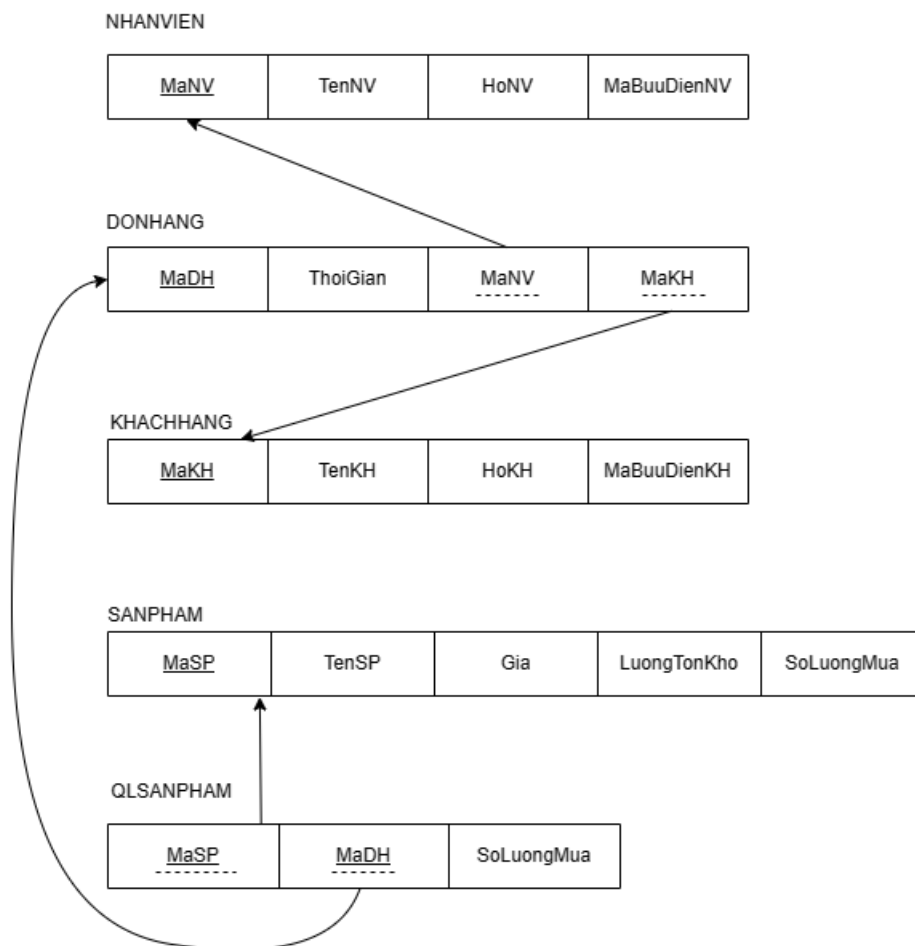 NHANVIEN
MaNV TenNV HoNV MaBuuDienNV
DONHANG
MaDH ThoiGian MaNV MaKH
KHACHHANG
MaKH TenKH HoKH MaBuuDienKH
SANPHAM
MaSP TenSP Gia LuongTonKho SoLuongMua
QLSANPHAM
MaSP MaDH SoLuongMua